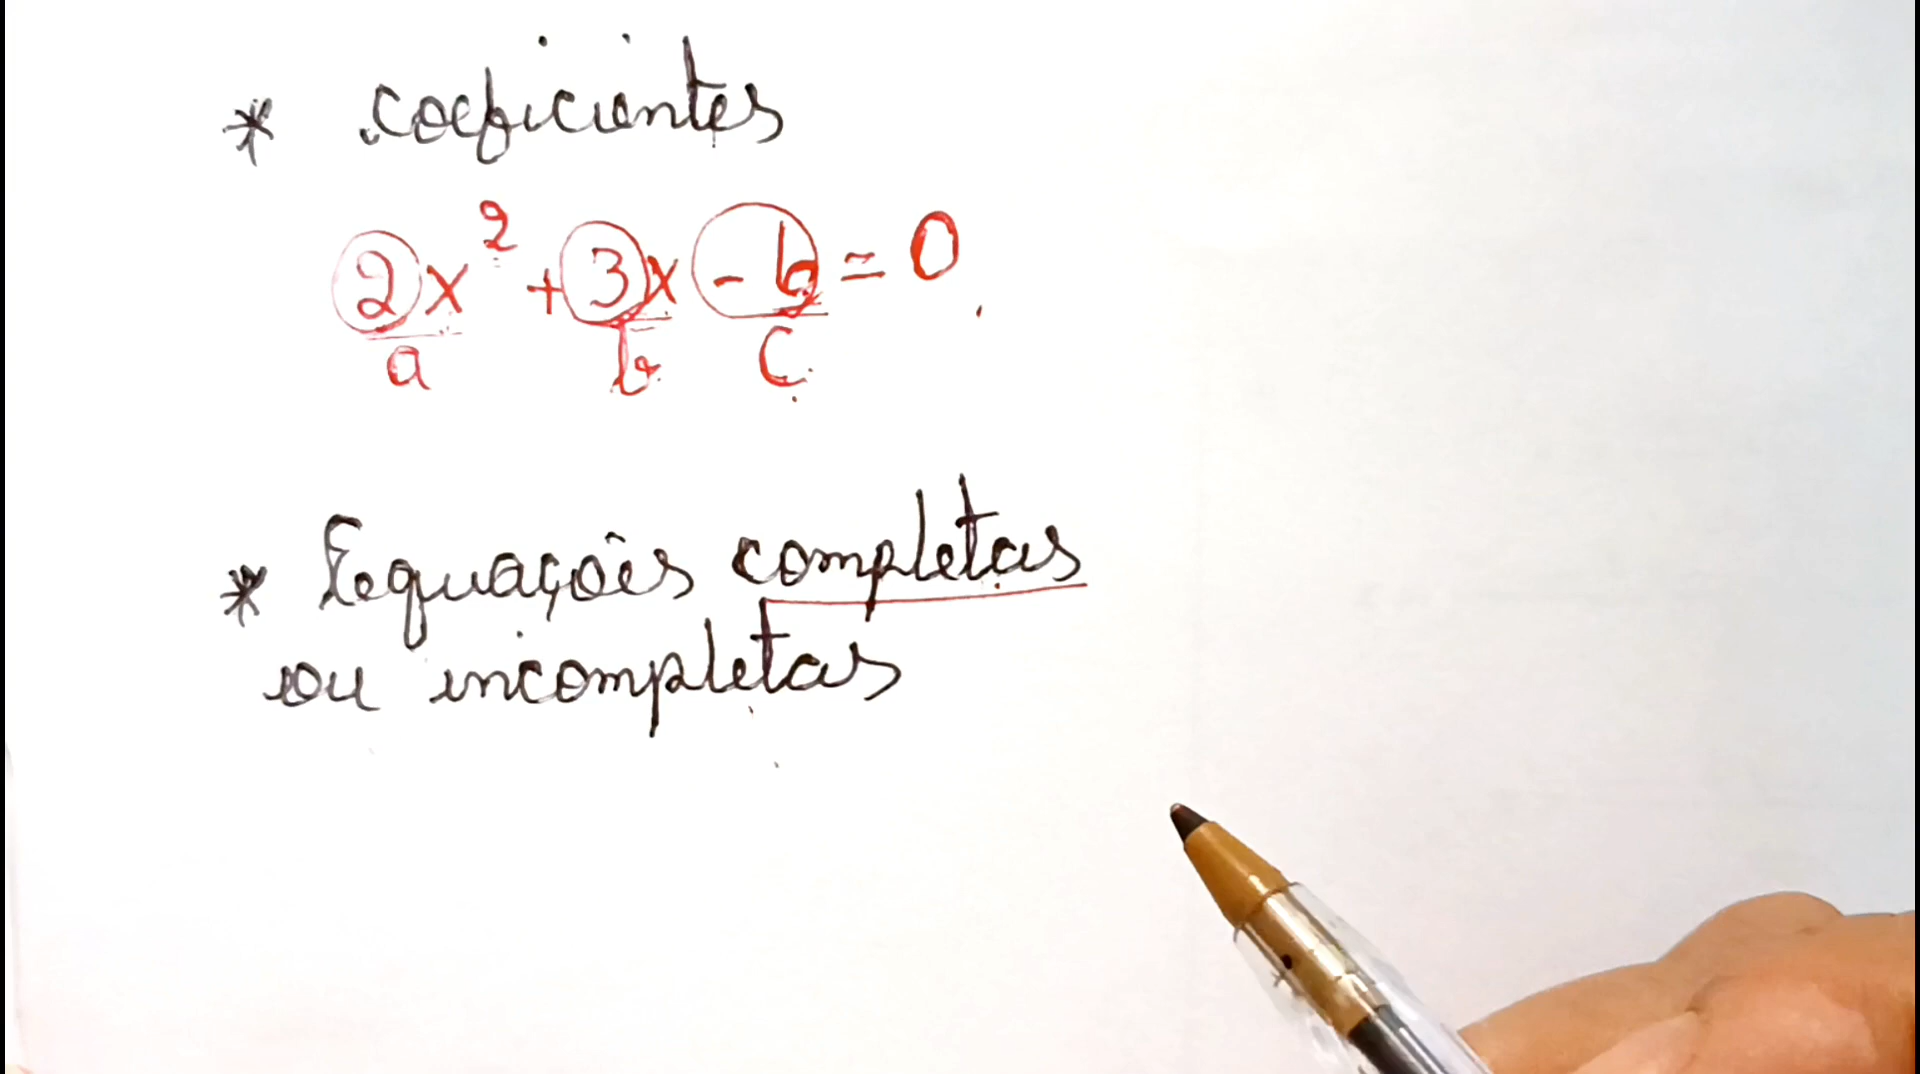 * coeficientes
2x² + 3x - 6 = 0
a b c
* Equações completas
ou incompletas